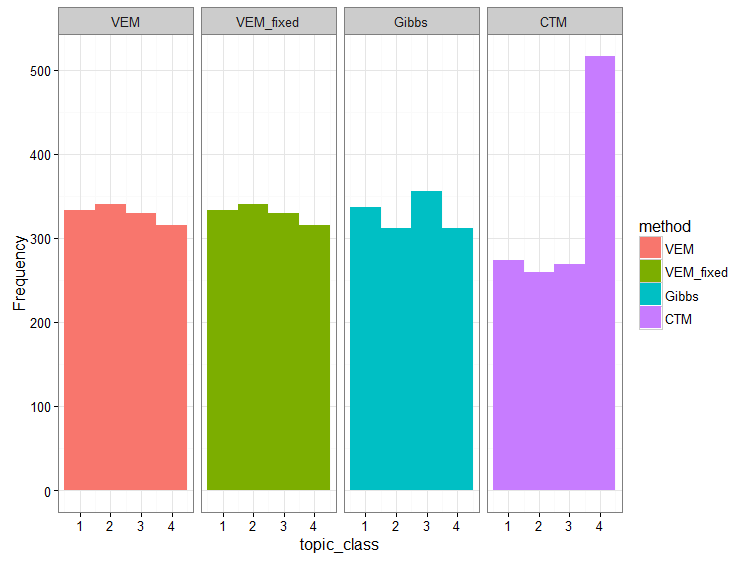 VEM VEM_fixed Gibbs CTM
500
400
300
200
100
0
Frequency
1 2 3 4 1 2 3 4 1 2 3 4 1 2 3 4
topic_class
method
VEM
VEM_fixed
Gibbs
CTM